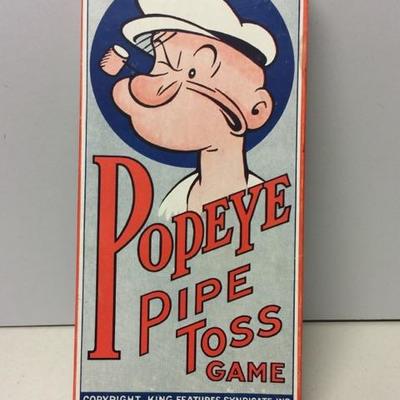 POPEYE
PIPE
TOSS
GAME
COPYRIGHT, KING FEATURES SYNDICATE INC